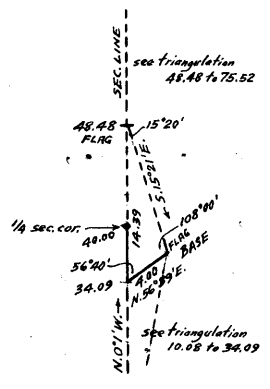 SEC. LINE
see triangulation
48.48 to 75.52
48.48
FLAG
15°20'
S.15°21'E.
1/4 sec. cor.
40.00
14.39
108°00'
FLAG
BASE
56°40'
4.00
N.56°39'E.
34.09
N.0°1'W.
see triangulation
10.08 to 34.09